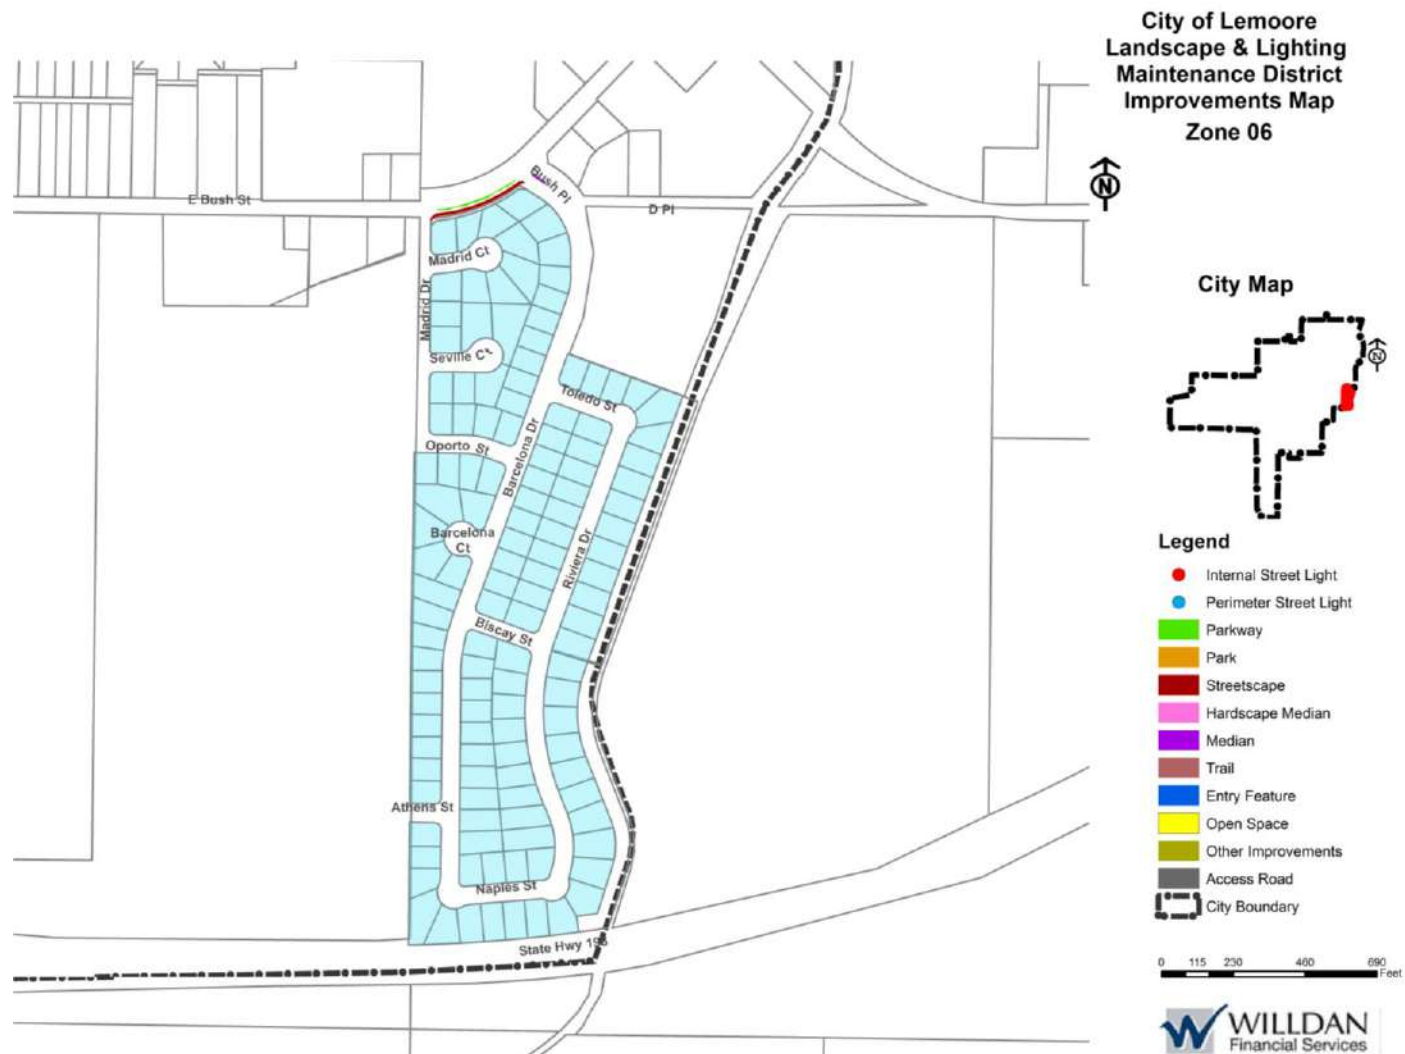 City of Lemoore
Landscape & Lighting
Maintenance District
Improvements Map
Zone 06
N
E Bush St
Bush Pl
D Pl
Madrid Ct
Madrid Dr
Seville Ct
Toledo St
Oporto St
Barcelona Dr
Barcelona
Ct
Riviera Dr
Biscay St
Athens St
Naples St
State Hwy 198
City Map
N
Legend
Internal Street Light
Perimeter Street Light
Parkway
Park
Streetscape
Hardscape Median
Median
Trail
Entry Feature
Open Space
Other Improvements
Access Road
City Boundary
0 115 230 460 690
Feet
WILLDAN
Financial Services